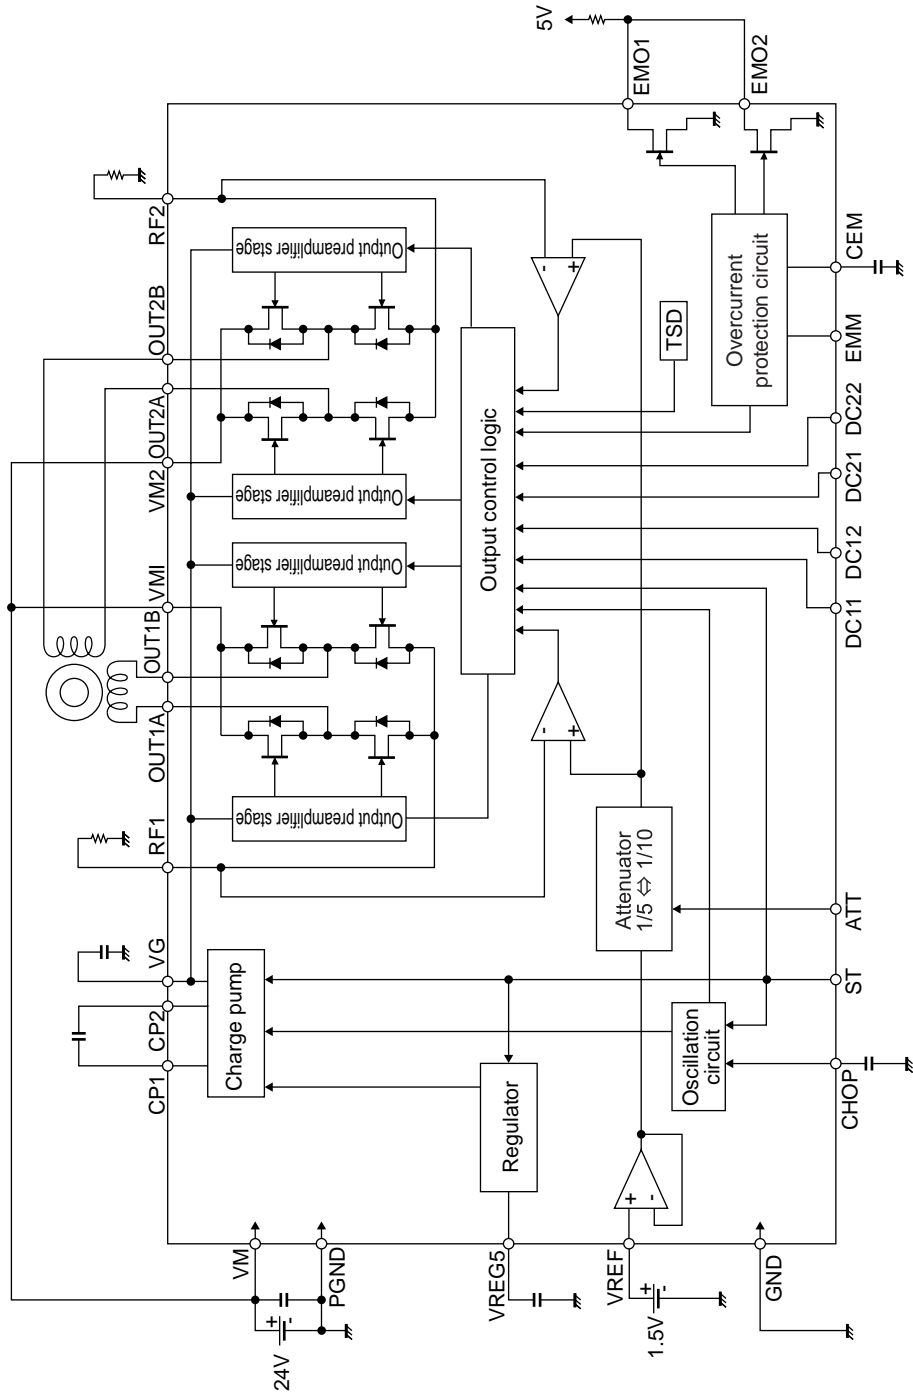 5V
EMO1
EMO2
RF2
OUT2B
OUT2A
VM2
VMI
OUT1B
OUT1A
RF1
VG
CP2
CP1
Output preamplifier stage
Output preamplifier stage
Output preamplifier stage
Output preamplifier stage
Output control logic
-
+
-
+
TSD
Overcurrent
protection circuit
CEM
EMM
DC22
DC21
DC12
DC11
Attenuator
1/5 ⇔ 1/10
ATT
ST
Charge pump
Oscillation
circuit
CHOP
Regulator
+
-
VM
PGND
VREG5
VREF
GND
24V
+
-
1.5V
+
-